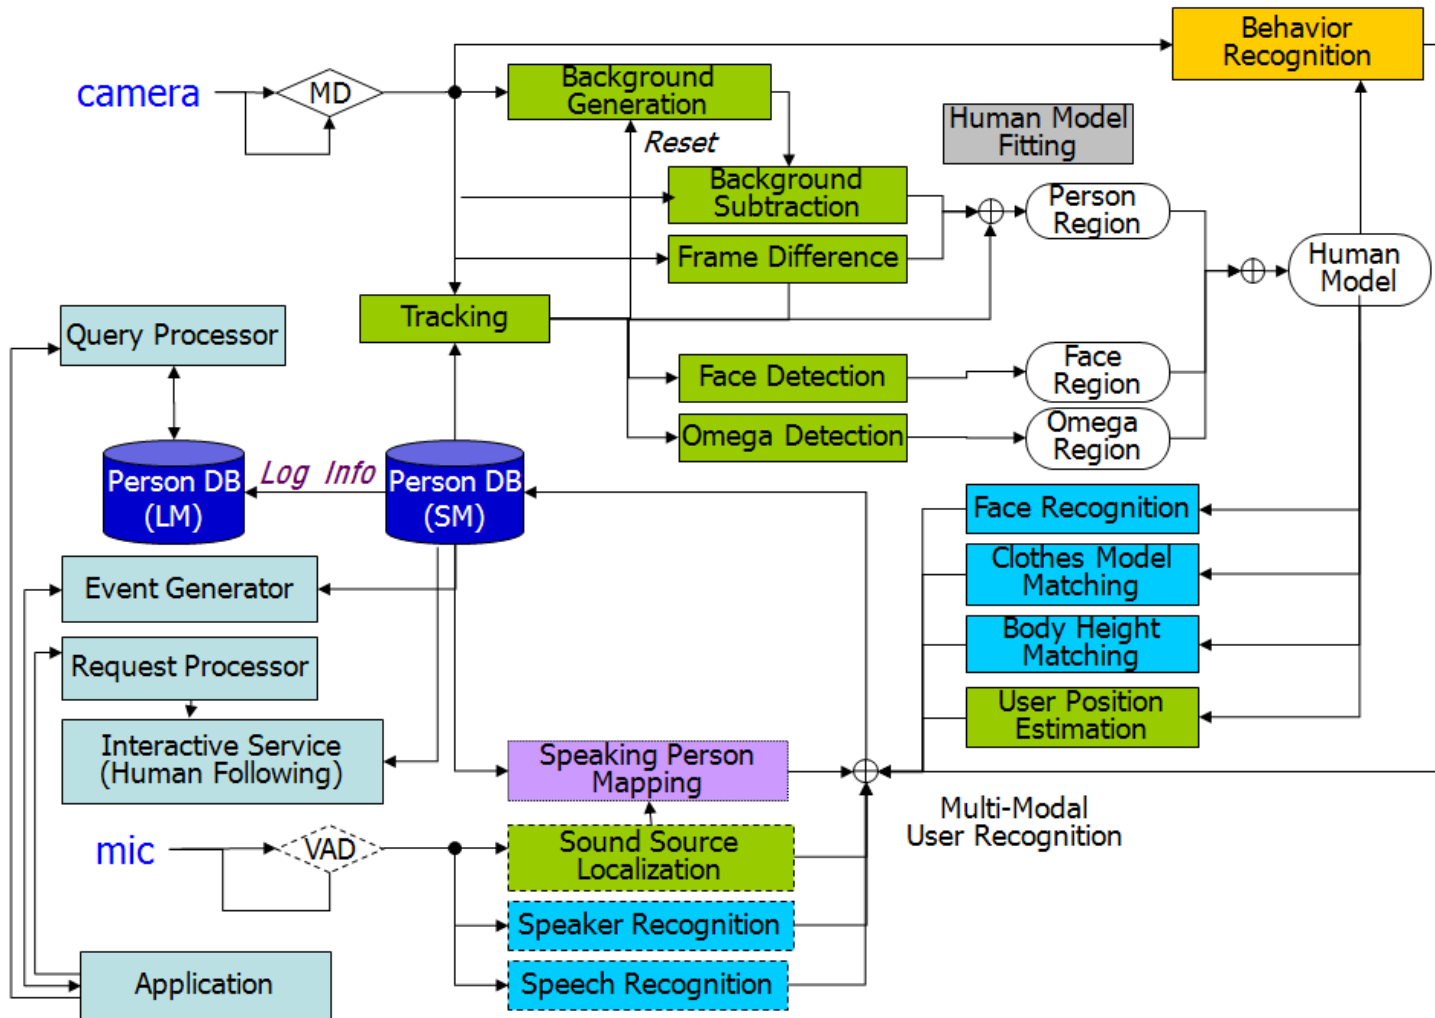 Behavior
Recognition
camera
MD
Background
Generation
Reset
Human Model
Fitting
Background
Subtraction
Person
Region
Frame Difference
Human
Model
Tracking
Query Processor
Face Detection
Face
Region
Omega Detection
Omega
Region
Person DB
(LM)
Log Info
Person DB
(SM)
Face Recognition
Clothes Model
Matching
Event Generator
Body Height
Matching
Request Processor
User Position
Estimation
Interactive Service
(Human Following)
Speaking Person
Mapping
Multi-Modal
User Recognition
mic
VAD
Sound Source
Localization
Speaker Recognition
Speech Recognition
Application